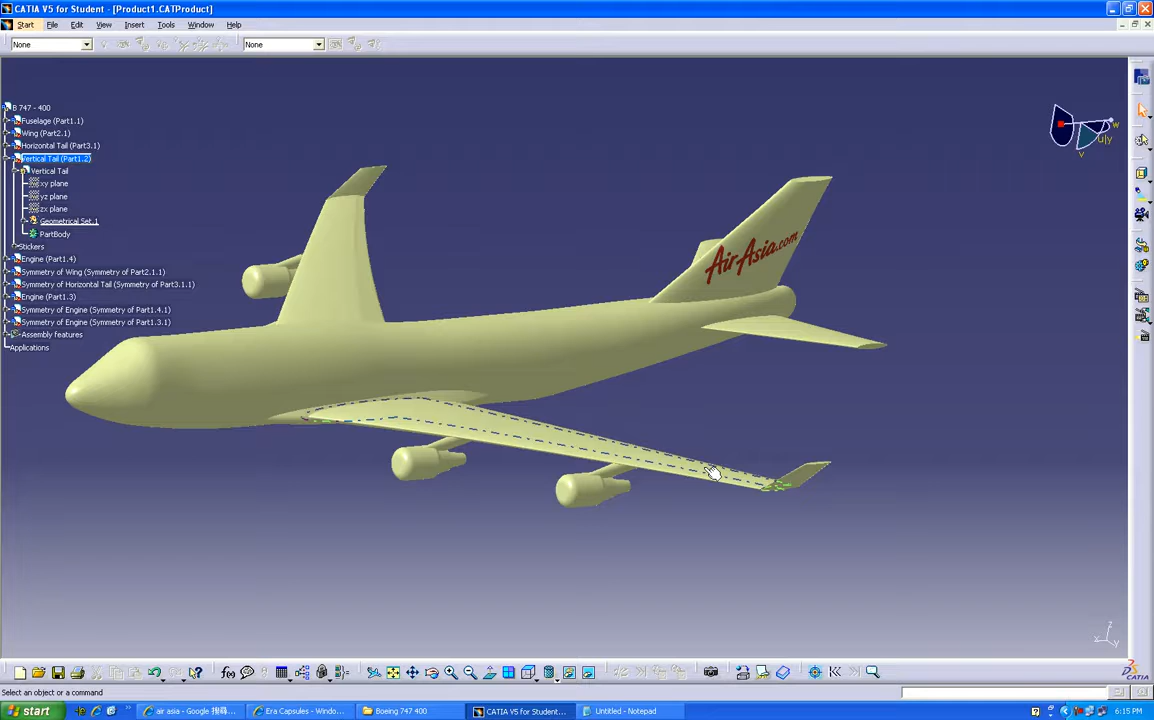 CATIA V5 for Student - [Product1.CATProduct]
Start File Edit View Insert Tools Window Help
None None
B 747 - 400
Fuselage (Part1.1)
Wing (Part2.1)
Horizontal Tail (Part3.1)
Vertical Tail (Part1.2)
Vertical Tail
xy plane
yz plane
zx plane
Geometrical Set.1
PartBody
Stickers
Engine (Part1.4)
Symmetry of Wing (Symmetry of Part2.1.1)
Symmetry of Horizontal Tail (Symmetry of Part3.1.1)
Engine (Part1.3)
Symmetry of Engine (Symmetry of Part1.4.1)
Symmetry of Engine (Symmetry of Part1.3.1)
Assembly features
Applications
AirAsia.com
w
u|y
v
z
x
y
f(x)
Select an object or a command
start air asia - Google 搜尋... Era Capsules - Windo... Boeing 747 400 CATIA V5 for Student... Untitled - Notepad 6:15 PM